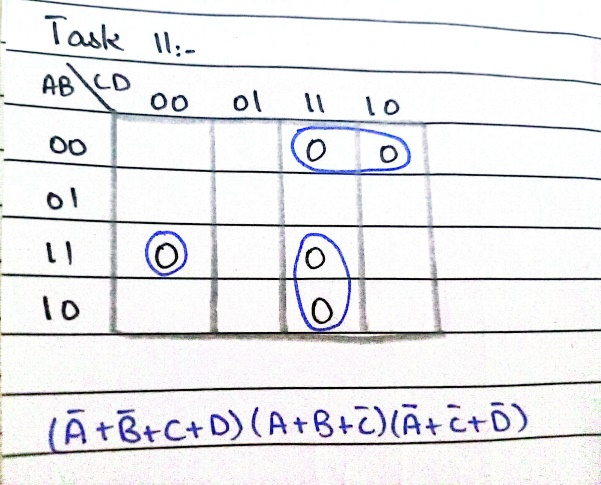 Task 11:-
AB\CD 00 01 11 10
00 0 0
01
11 0 0
10 0
(Ā+B̄+C+D)(A+B+C̄)(Ā+C̄+D̄)